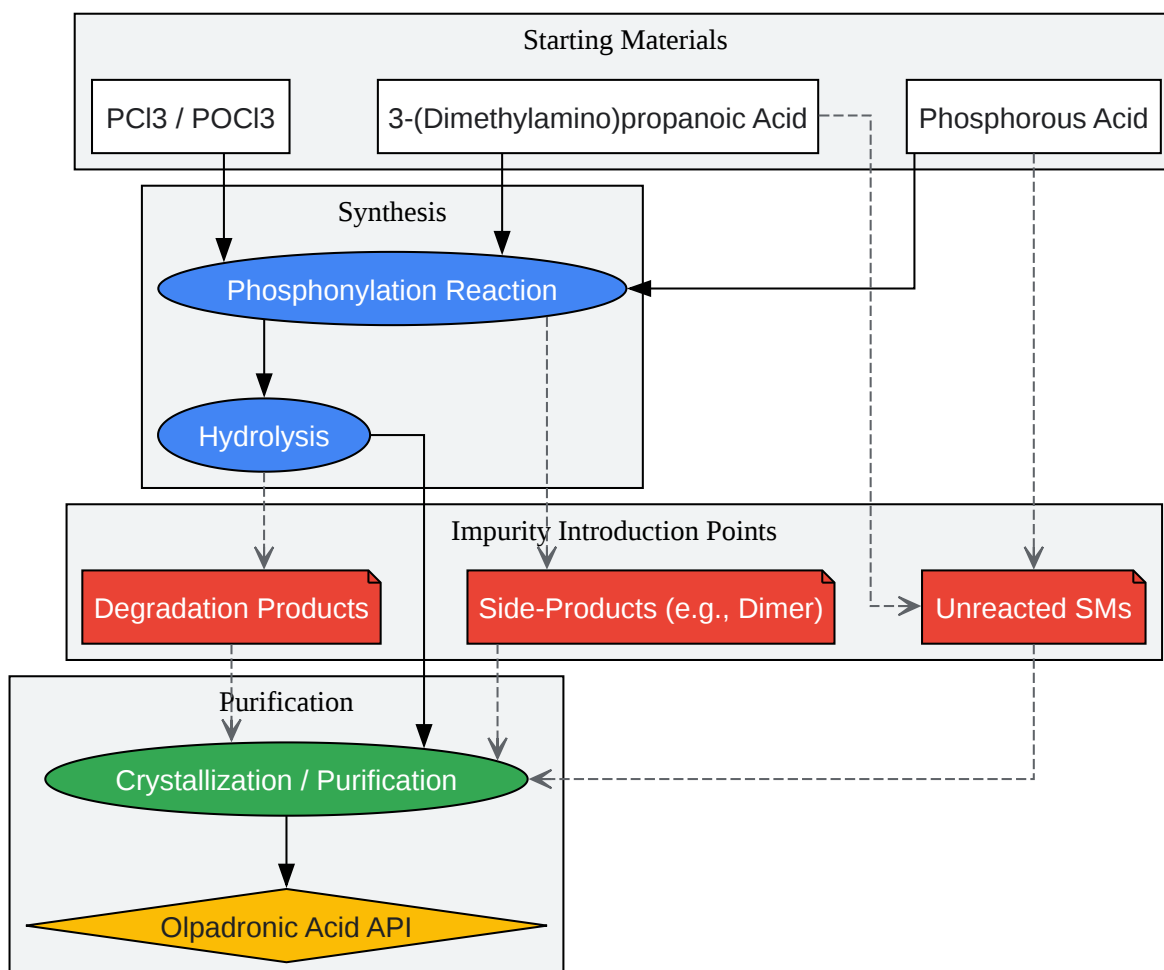 Starting Materials
PCl3 / POCl3
3-(Dimethylamino)propanoic Acid
Phosphorous Acid
Synthesis
Phosphonylation Reaction
Hydrolysis
Impurity Introduction Points
Degradation Products
Side-Products (e.g., Dimer)
Unreacted SMs
Purification
Crystallization / Purification
Olpadronic Acid API